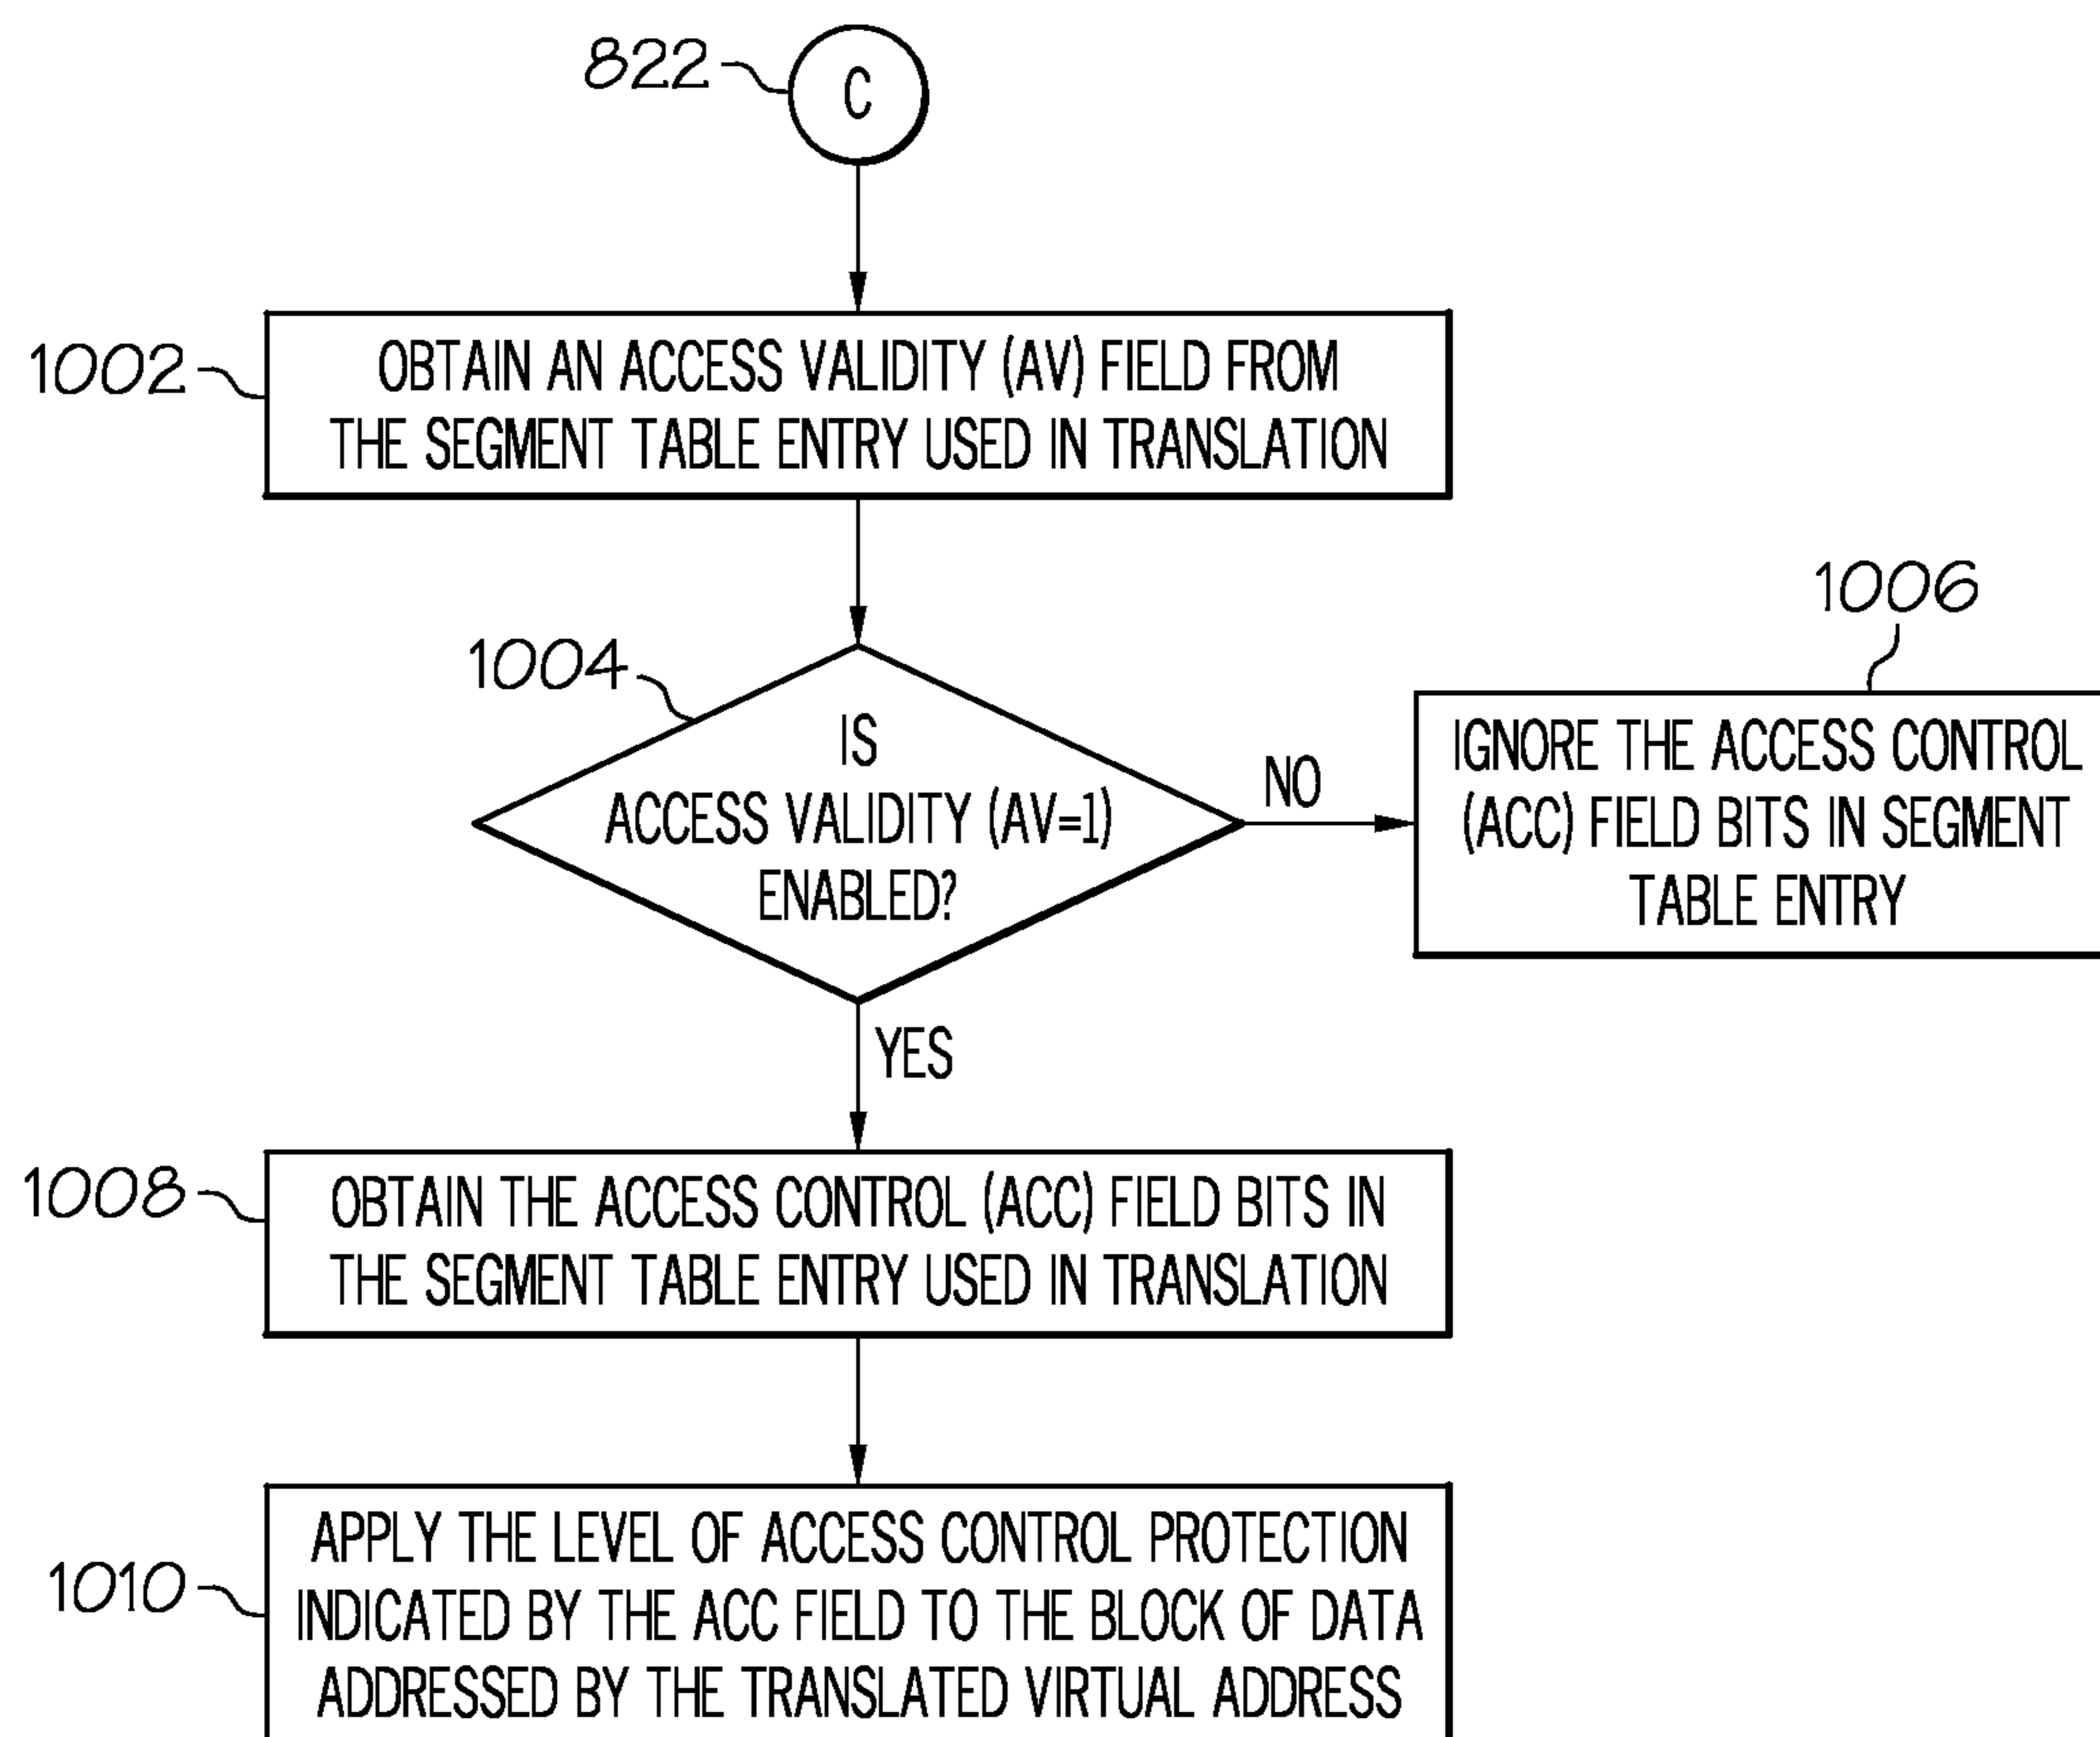 822
C
1002
OBTAIN AN ACCESS VALIDITY (AV) FIELD FROM
THE SEGMENT TABLE ENTRY USED IN TRANSLATION
1004
IS
ACCESS VALIDITY (AV=1)
ENABLED?
NO
1006
IGNORE THE ACCESS CONTROL
(ACC) FIELD BITS IN SEGMENT
TABLE ENTRY
YES
1008
OBTAIN THE ACCESS CONTROL (ACC) FIELD BITS IN
THE SEGMENT TABLE ENTRY USED IN TRANSLATION
1010
APPLY THE LEVEL OF ACCESS CONTROL PROTECTION
INDICATED BY THE ACC FIELD TO THE BLOCK OF DATA
ADDRESSED BY THE TRANSLATED VIRTUAL ADDRESS